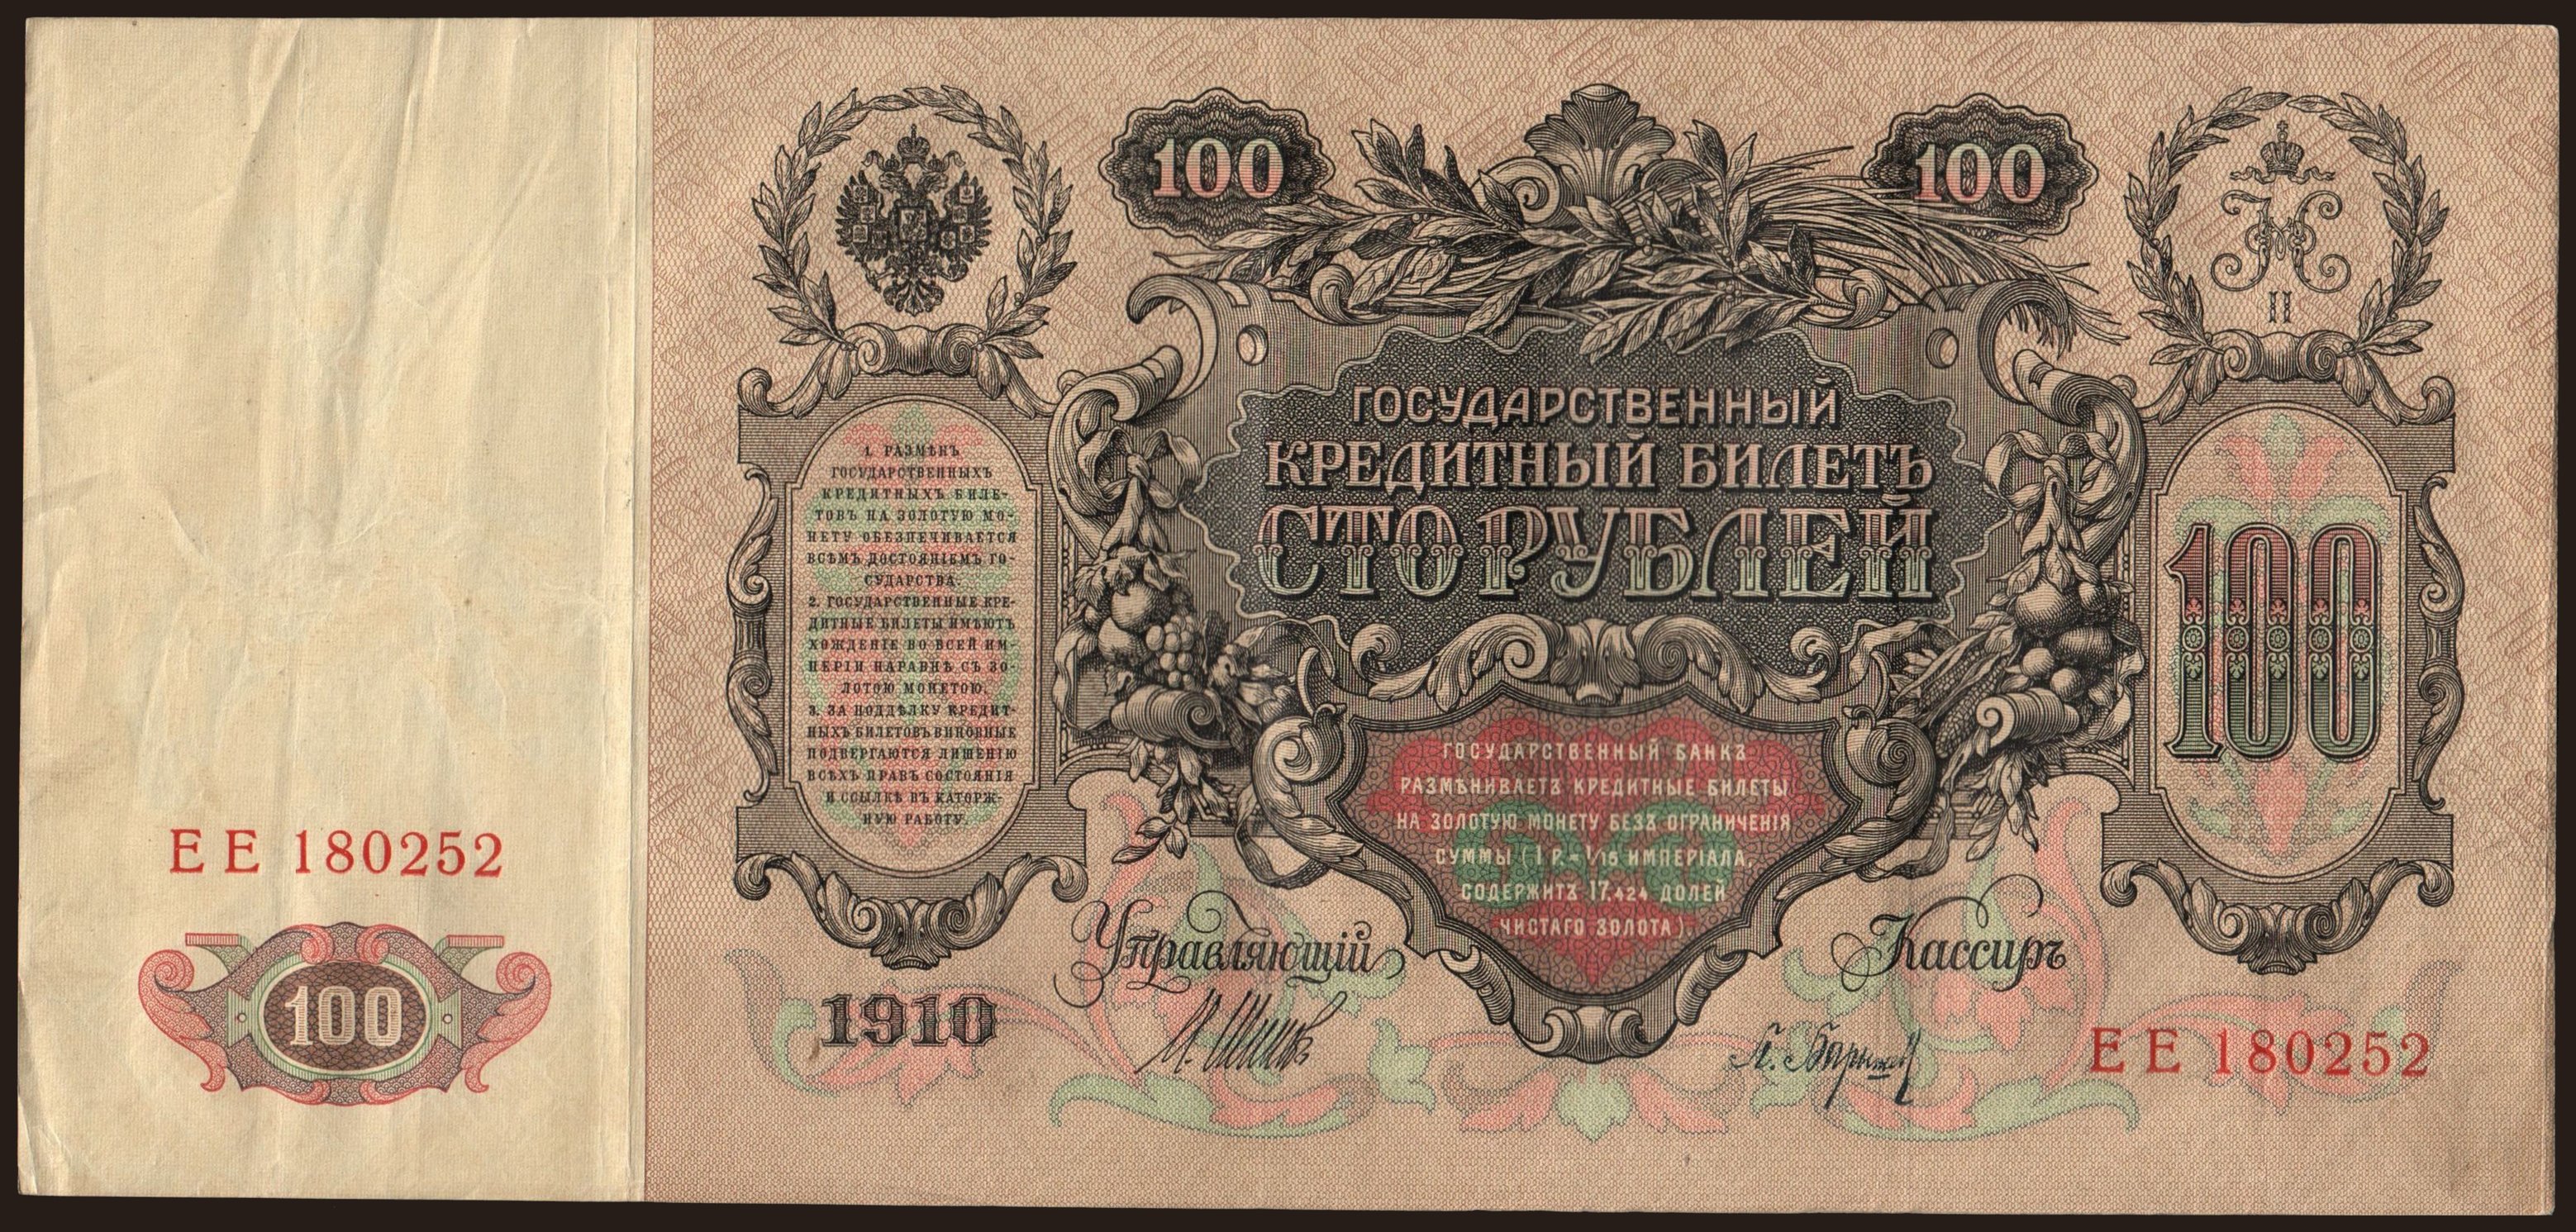 100
100
II
ГОСУДАРСТВЕННЫЙ
КРЕДИТНЫЙ БИЛЕТЪ
СТО РУБЛЕЙ
1. РАЗМѢНЪ
ГОСУДАРСТВЕННЫХЪ
КРЕДИТНЫХЪ БИЛЕ-
ТОВЪ НА ЗОЛОТУЮ МО-
НЕТУ ОБЕЗПЕЧИВАЕТСЯ
ВСѢМЪ ДОСТОЯНІЕМЪ ГО-
СУДАРСТВА.
2. ГОСУДАРСТВЕННЫЕ КРЕ-
ДИТНЫЕ БИЛЕТЫ ИМѢЮТЪ
ХОЖДЕНІЕ ВО ВСЕЙ ИМ-
ПЕРІИ НАРАВНѢ СЪ ЗО-
ЛОТОЮ МОНЕТОЮ.
3. ЗА ПОДДѢЛКУ КРЕДИТ-
НЫХЪ БИЛЕТОВЪ ВИНОВНЫЕ
ПОДВЕРГАЮТСЯ ЛИШЕНІЮ
ВСѢХЪ ПРАВЪ СОСТОЯНІЯ
И ССЫЛКѢ ВЪ КАТОРЖ-
НУЮ РАБОТУ.
100
ГОСУДАРСТВЕННЫЙ БАНКЪ
РАЗМѢНИВАЕТЪ КРЕДИТНЫЕ БИЛЕТЫ
НА ЗОЛОТУЮ МОНЕТУ БЕЗЪ ОГРАНИЧЕНІЯ
СУММЫ (1 Р. = 1/15 ИМПЕРІАЛА,
СОДЕРЖИТЪ 17,424 ДОЛЕЙ
ЧИСТАГО ЗОЛОТА).
ЕЕ 180252
100
Управляющій
Кассиръ
1910
И. Шиповъ
ЕЕ 180252